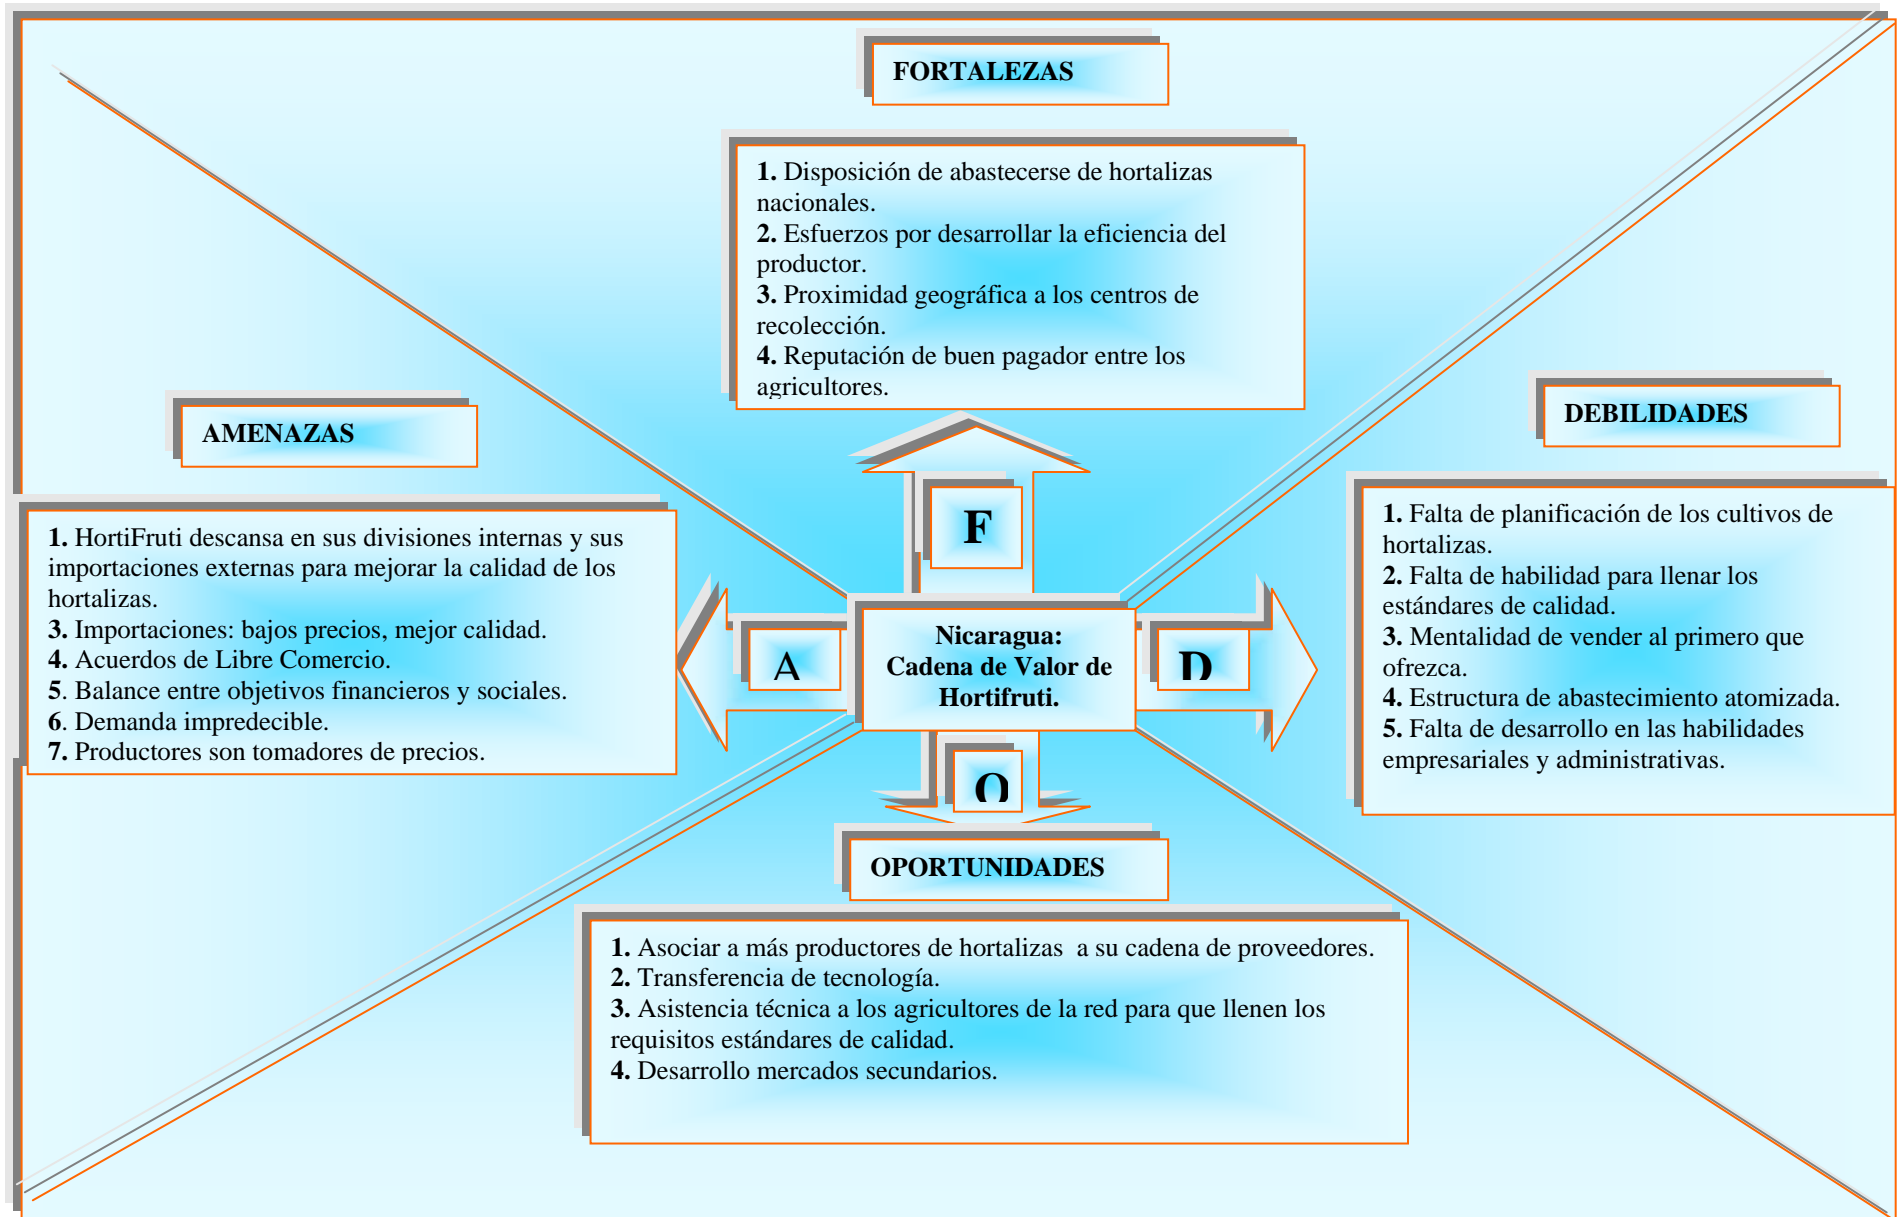 FORTALEZAS
1. Disposición de abastecerse de hortalizas
nacionales.
2. Esfuerzos por desarrollar la eficiencia del
productor.
3. Proximidad geográfica a los centros de
recolección.
4. Reputación de buen pagador entre los
agricultores.
AMENAZAS
1. HortiFruti descansa en sus divisiones internas y sus
importaciones externas para mejorar la calidad de los
hortalizas.
3. Importaciones: bajos precios, mejor calidad.
4. Acuerdos de Libre Comercio.
5. Balance entre objetivos financieros y sociales.
6. Demanda impredecible.
7. Productores son tomadores de precios.
DEBILIDADES
1. Falta de planificación de los cultivos de
hortalizas.
2. Falta de habilidad para llenar los
estándares de calidad.
3. Mentalidad de vender al primero que
ofrezca.
4. Estructura de abastecimiento atomizada.
5. Falta de desarrollo en las habilidades
empresariales y administrativas.
F
A
Nicaragua:
Cadena de Valor de
Hortifruti.
D
O
OPORTUNIDADES
1. Asociar a más productores de hortalizas  a su cadena de proveedores.
2. Transferencia de tecnología.
3. Asistencia técnica a los agricultores de la red para que llenen los
requisitos estándares de calidad.
4. Desarrollo mercados secundarios.